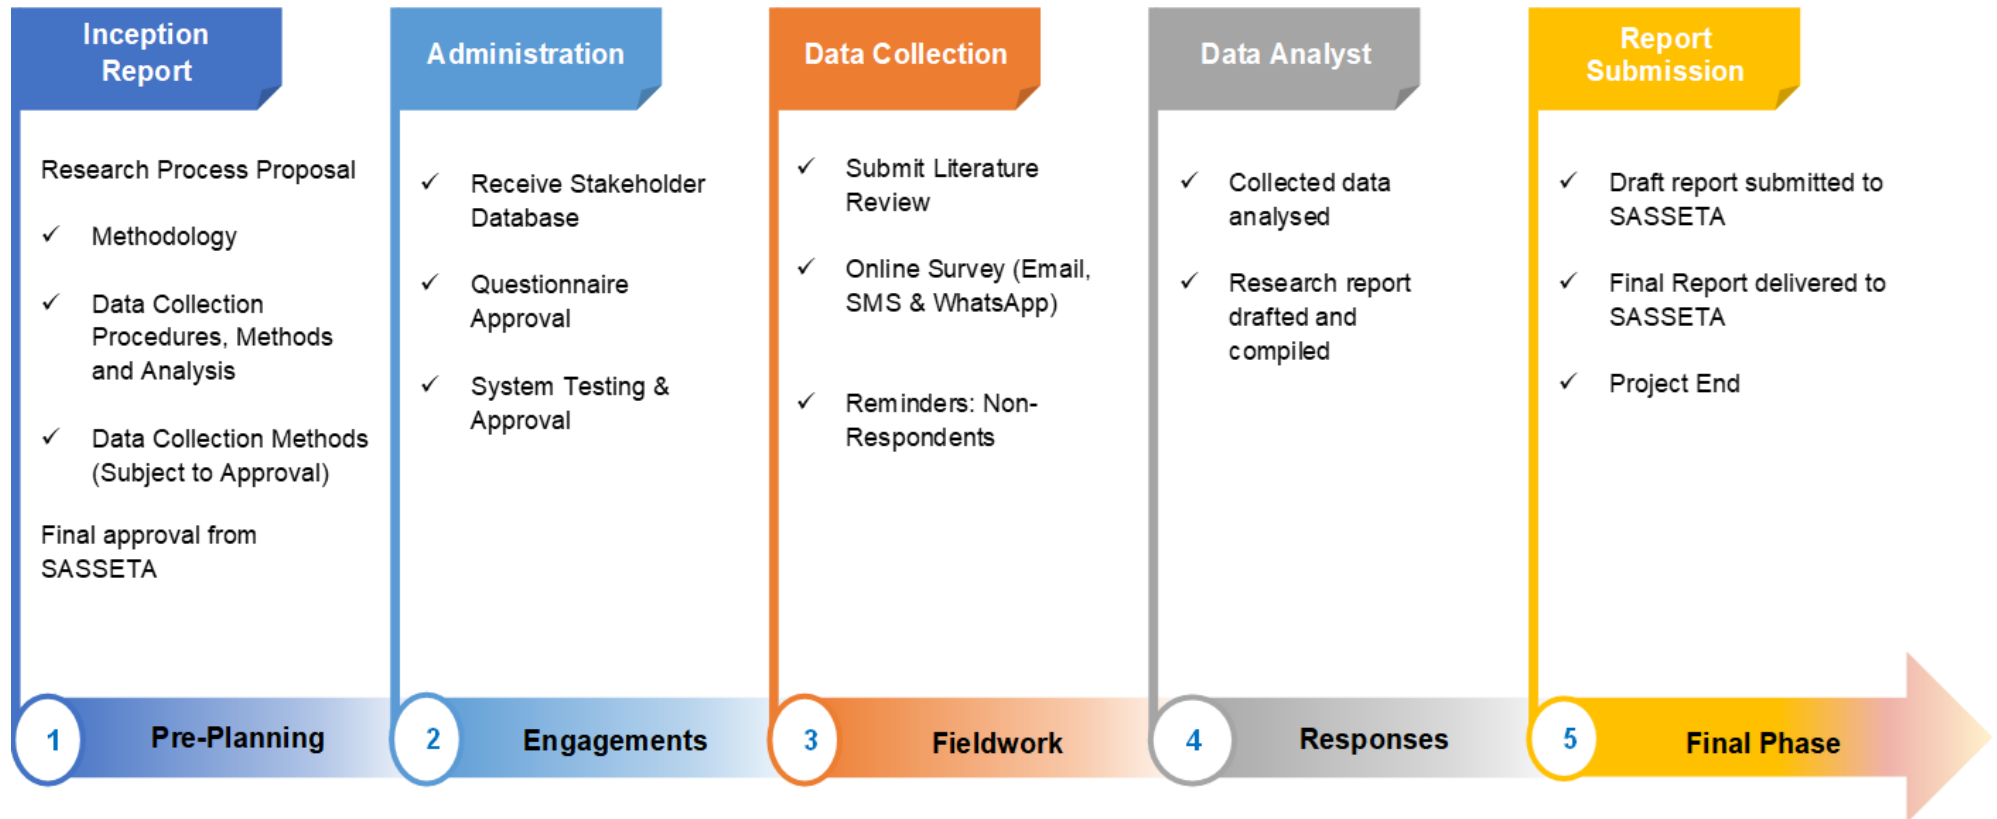 Inception
Report
Research Process Proposal
✓ Methodology
✓ Data Collection
Procedures, Methods
and Analysis
✓ Data Collection Methods
(Subject to Approval)
Final approval from
SASSETA
1 Pre-Planning
Administration
✓ Receive Stakeholder
Database
✓ Questionnaire
Approval
✓ System Testing &
Approval
2 Engagements
Data Collection
✓ Submit Literature
Review
✓ Online Survey (Email,
SMS & WhatsApp)
✓ Reminders: Non-
Respondents
3 Fieldwork
Data Analyst
✓ Collected data
analysed
✓ Research report
drafted and
compiled
4 Responses
Report
Submission
✓ Draft report submitted to
SASSETA
✓ Final Report delivered to
SASSETA
✓ Project End
5 Final Phase